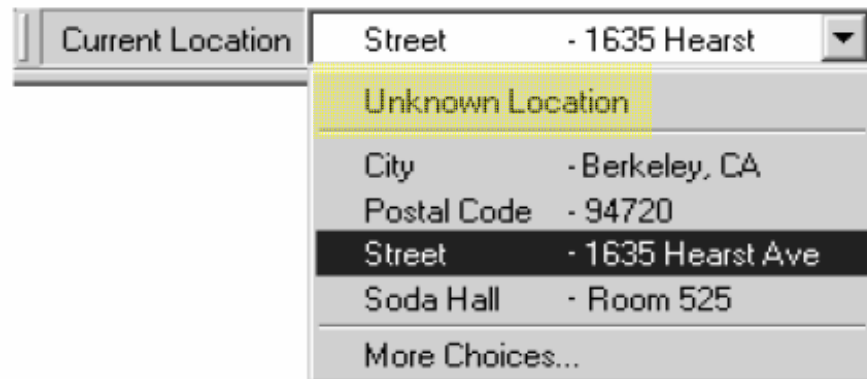 Current Location Street - 1635 Hearst
Unknown Location
City - Berkeley, CA
Postal Code - 94720
Street - 1635 Hearst Ave
Soda Hall - Room 525
More Choices...